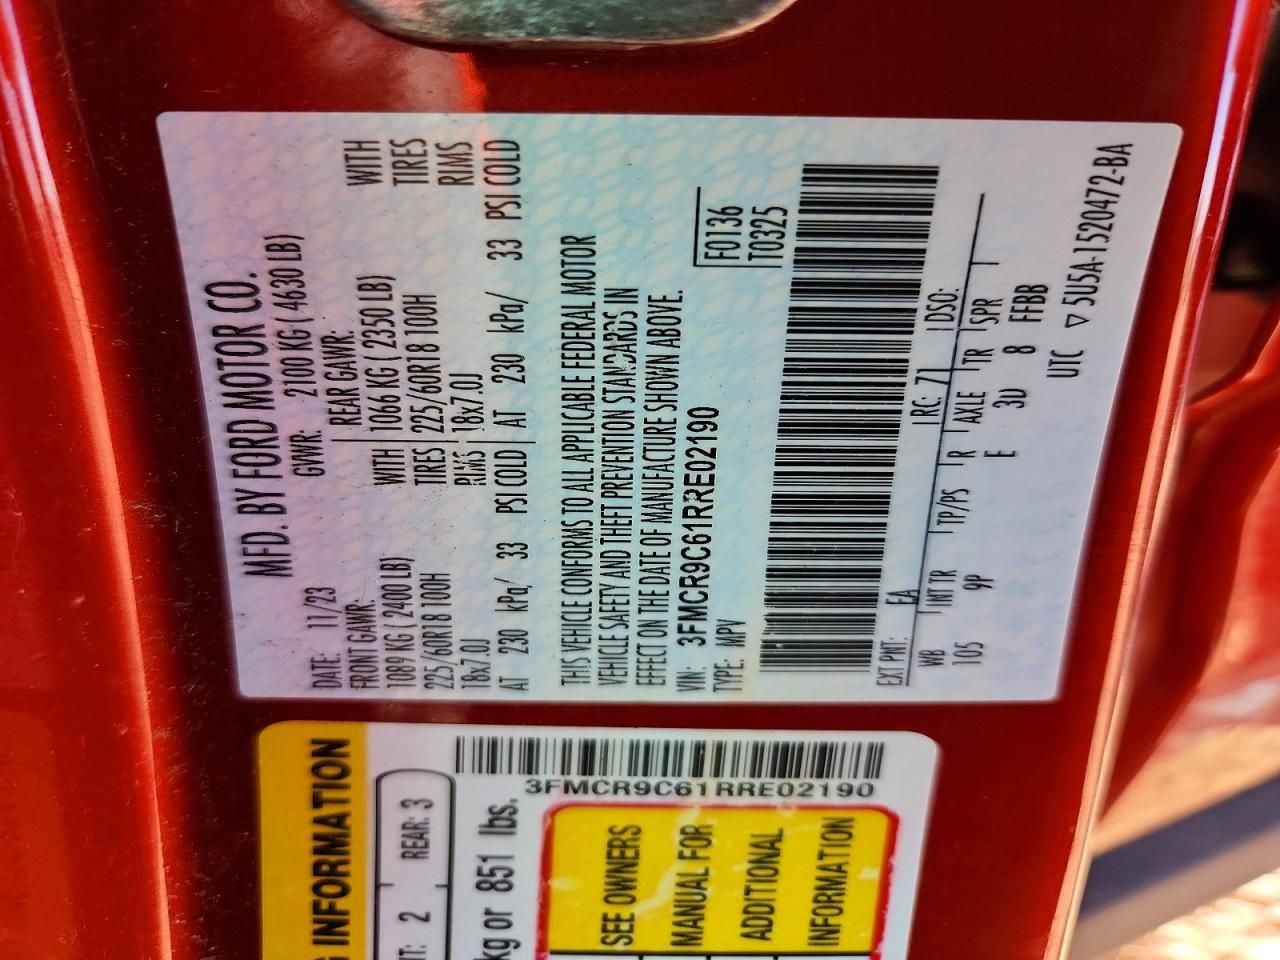 MFD. BY FORD MOTOR CO.
DATE: 11/23 GVWR: 2100 KG ( 4630 LB)
FRONT GAWR: REAR GAWR:
1089 KG ( 2400 LB) WITH 1066 KG ( 2350 LB) WITH
225/60R18 100H TIRES 225/60R18 100H TIRES
18x7.0J RIMS 18x7.0J RIMS
AT 230 kPa/ 33 PSI COLD AT 230 kPa/ 33 PSI COLD
THIS VEHICLE CONFORMS TO ALL APPLICABLE FEDERAL MOTOR
VEHICLE SAFETY AND THEFT PREVENTION STANDARDS IN
EFFECT ON THE DATE OF MANUFACTURE SHOWN ABOVE.
VIN: 3FMCR9C61RRE02190 F0136
TYPE: MPV T0325
EXT PNT: EA RC: 71 DSO:
WB INT TR TP/PS R AXLE TR SPR
105 9P E 3D 8 FFBB
UTC ▽ 5U5A-1520472-BA
INFORMATION
2 REAR: 3
kg or 851 lbs.
3FMCR9C61RRE02190
SEE OWNERS
MANUAL FOR
ADDITIONAL
INFORMATION